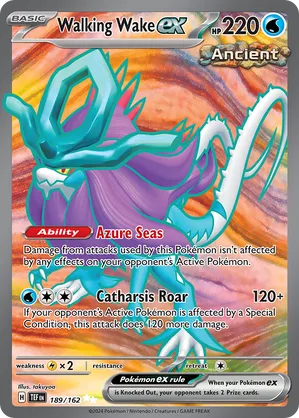 BASIC
Walking Wake ex HP 220
Ancient
Ability Azure Seas
Damage from attacks used by this Pokémon isn't affected
by any effects on your opponent's Active Pokémon.
Catharsis Roar 120+
If your opponent's Active Pokémon is affected by a Special
Condition, this attack does 120 more damage.
weakness ×2 resistance retreat
Pokémon ex rule When your Pokémon ex
is Knocked Out, your opponent takes 2 Prize cards.
Illus. takuyoa
H TEF EN 189/162
©2024 Pokémon / Nintendo / Creatures / GAME FREAK